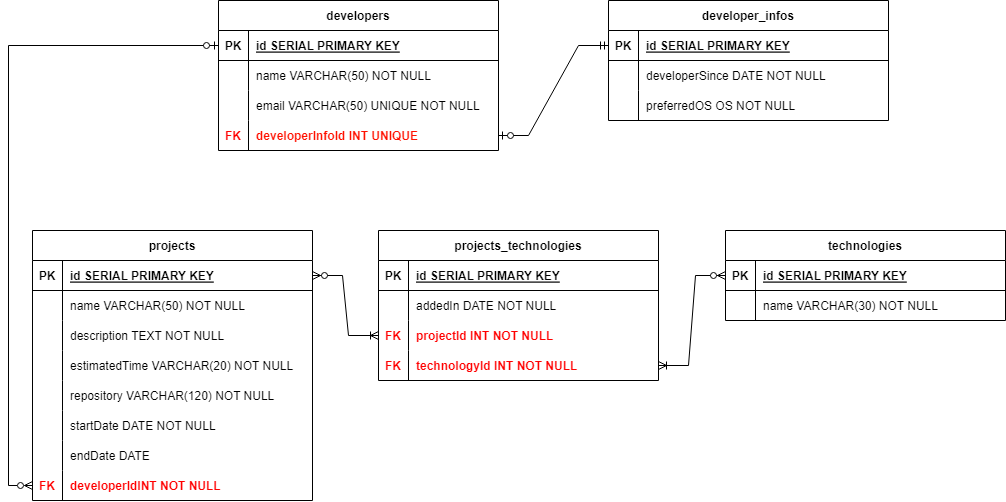 developers
PK id SERIAL PRIMARY KEY
name VARCHAR(50) NOT NULL
email VARCHAR(50) UNIQUE NOT NULL
FK developerInfoId INT UNIQUE
developer_infos
PK id SERIAL PRIMARY KEY
developerSince DATE NOT NULL
preferredOS OS NOT NULL
projects
PK id SERIAL PRIMARY KEY
name VARCHAR(50) NOT NULL
description TEXT NOT NULL
estimatedTime VARCHAR(20) NOT NULL
repository VARCHAR(120) NOT NULL
startDate DATE NOT NULL
endDate DATE
FK developerIdINT NOT NULL
projects_technologies
PK id SERIAL PRIMARY KEY
addedIn DATE NOT NULL
FK projectId INT NOT NULL
FK technologyId INT NOT NULL
technologies
PK id SERIAL PRIMARY KEY
name VARCHAR(30) NOT NULL